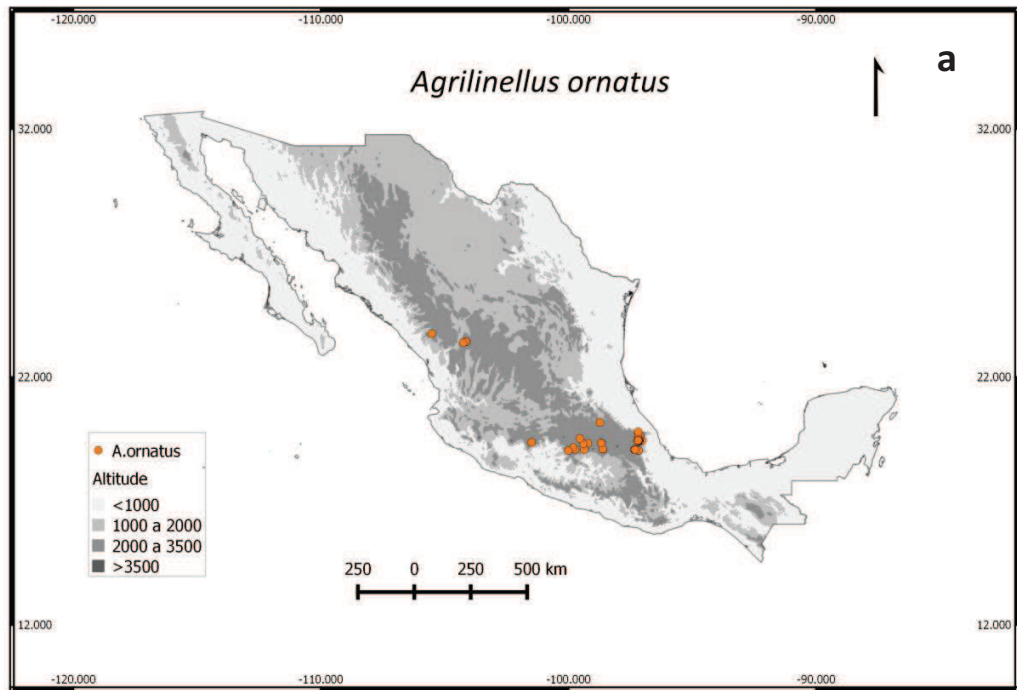 -120.000 -110.000 -100.000 -90.000
a
Agrilinellus ornatus
32.000 32.000
22.000 22.000
A.ornatus
Altitude
<1000
1000 a 2000
2000 a 3500
>3500
250 0 250 500 km
12.000 12.000
-120.000 -110.000 -100.000 -90.000